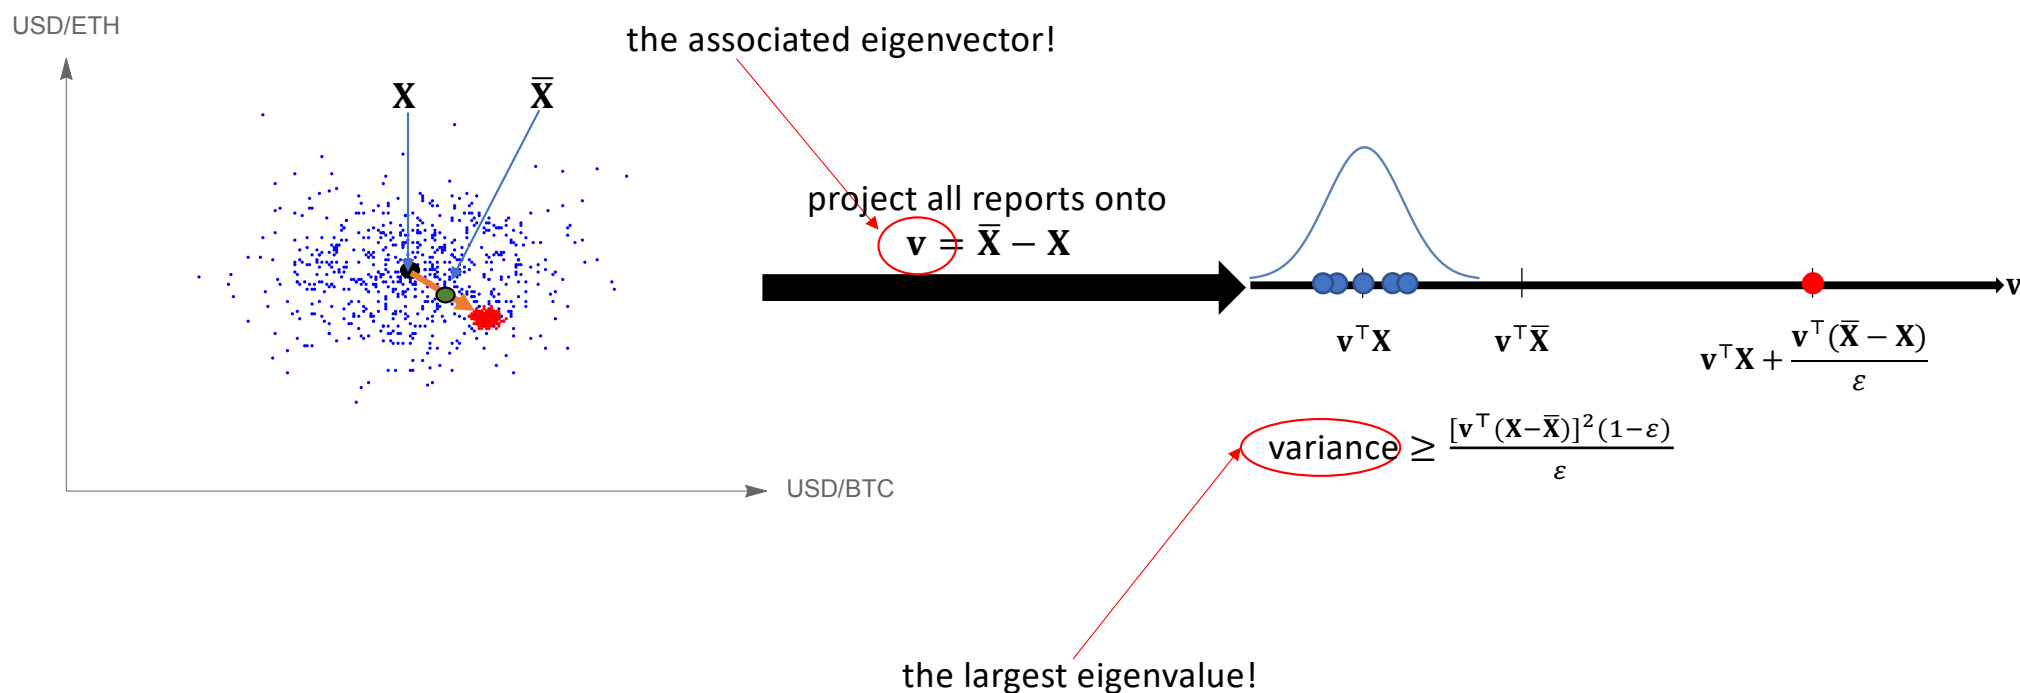 USD/ETH
the associated eigenvector!
𝐗
𝐗̅
project all reports onto
𝐯 = 𝐗̅ − 𝐗
𝐯
𝐯⊤𝐗
𝐯⊤𝐗̅
𝐯⊤𝐗 + 𝐯⊤(𝐗̅ − 𝐗)/ε
variance ≥ [𝐯⊤(𝐗−𝐗̅)]²(1−ε)/ε
USD/BTC
the largest eigenvalue!